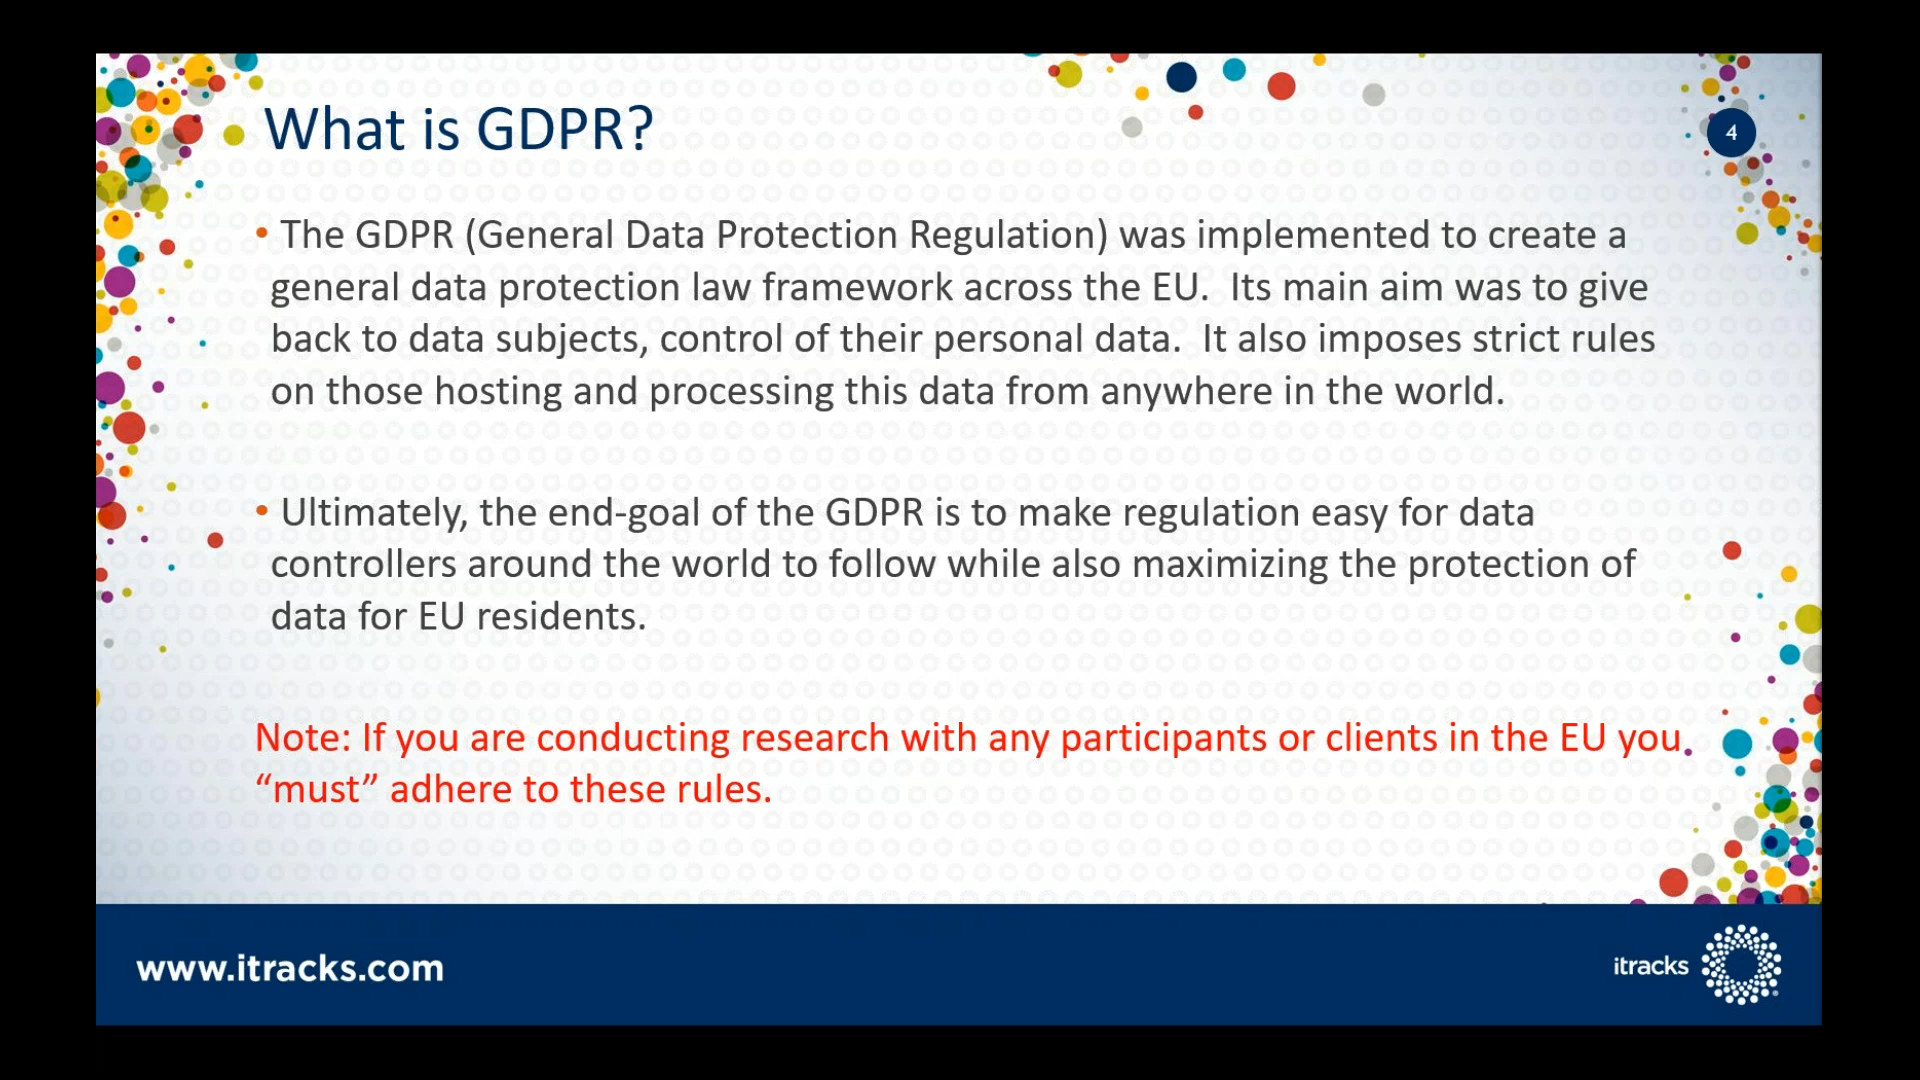 What is GDPR?
4
• The GDPR (General Data Protection Regulation) was implemented to create a
general data protection law framework across the EU.  Its main aim was to give
back to data subjects, control of their personal data.  It also imposes strict rules
on those hosting and processing this data from anywhere in the world.
• Ultimately, the end-goal of the GDPR is to make regulation easy for data
controllers around the world to follow while also maximizing the protection of
data for EU residents.
Note: If you are conducting research with any participants or clients in the EU you
“must” adhere to these rules.
www.itracks.com
itracks